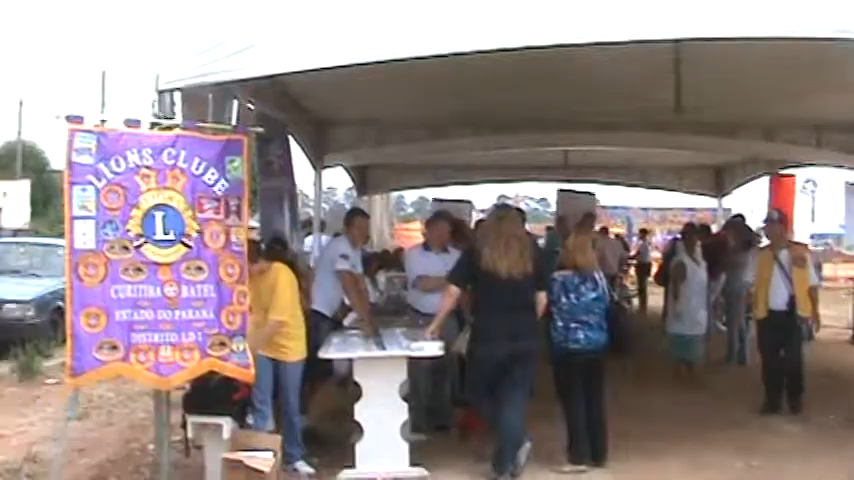 LIONS CLUBE
L
CURITIBA BATEL
ESTADO DO PARANÁ
DISTRITO LD-1